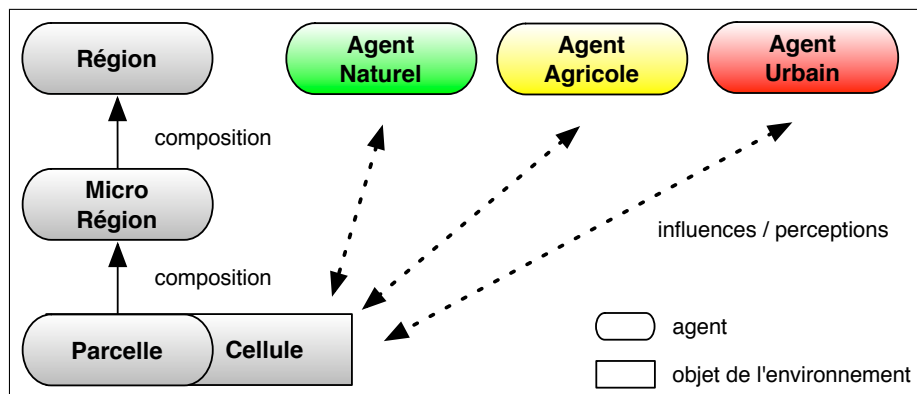 Région
Agent
Naturel
Agent
Agricole
Agent
Urbain
composition
Micro
Région
influences / perceptions
composition
Parcelle
Cellule
agent
objet de l'environnement